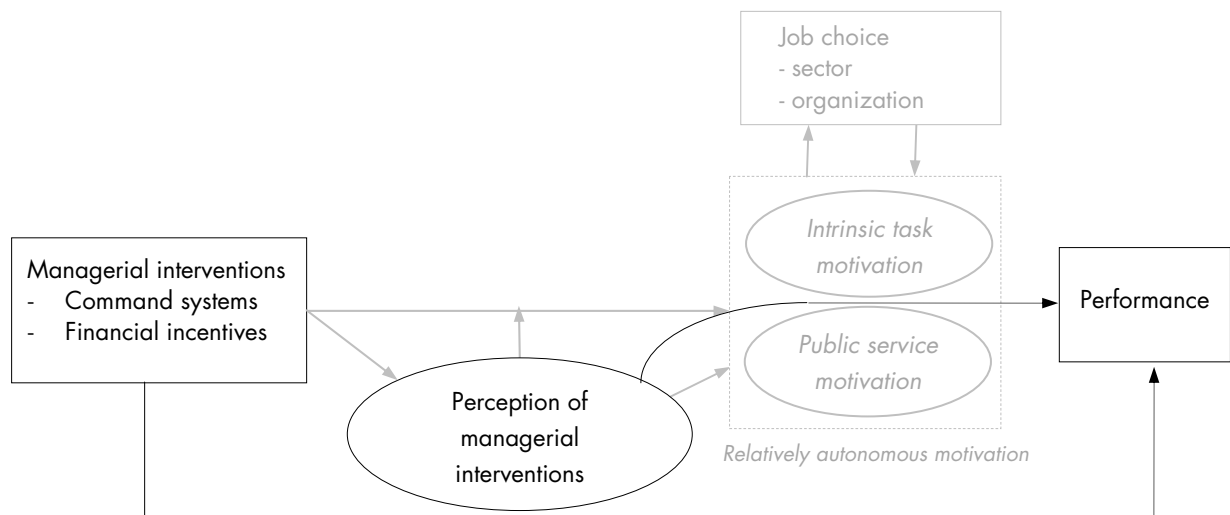 Job choice
- sector
- organization
Intrinsic task
motivation
Managerial interventions
- Command systems
- Financial incentives
Performance
Public service
motivation
Perception of
managerial
interventions
Relatively autonomous motivation